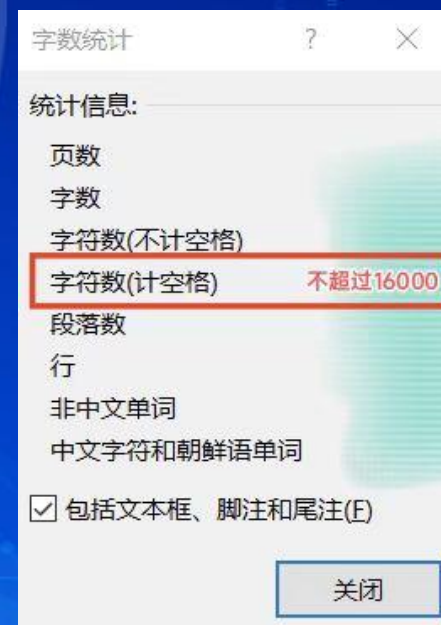 字数统计 ? ×
统计信息:
页数
字数
字符数(不计空格)
字符数(计空格) 不超过16000
段落数
行
非中文单词
中文字符和朝鲜语单词
包括文本框、脚注和尾注(F)
关闭